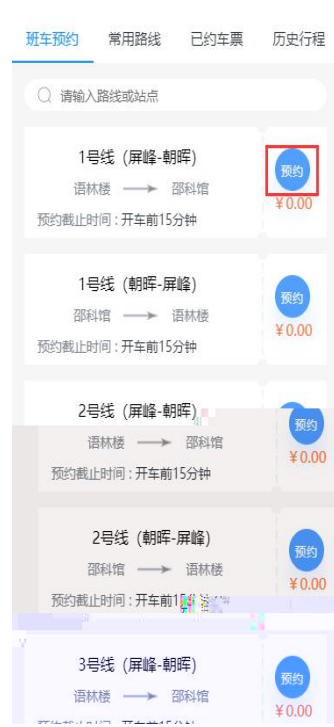 班车预约 常用路线 已约车票 历史行程
请输入路线或站点
1号线（屏峰-朝晖）
预约
语林楼 邵科馆
¥0.00
预约截止时间：开车前15分钟
1号线（朝晖-屏峰）
预约
邵科馆 语林楼
¥0.00
预约截止时间：开车前15分钟
2号线（屏峰-朝晖）
预约
语林楼 邵科馆
¥0.00
预约截止时间：开车前15分钟
2号线（朝晖-屏峰）
预约
邵科馆 语林楼
¥0.00
预约截止时间：开车前1
3号线（屏峰-朝晖）
预约
语林楼 邵科馆
¥0.00